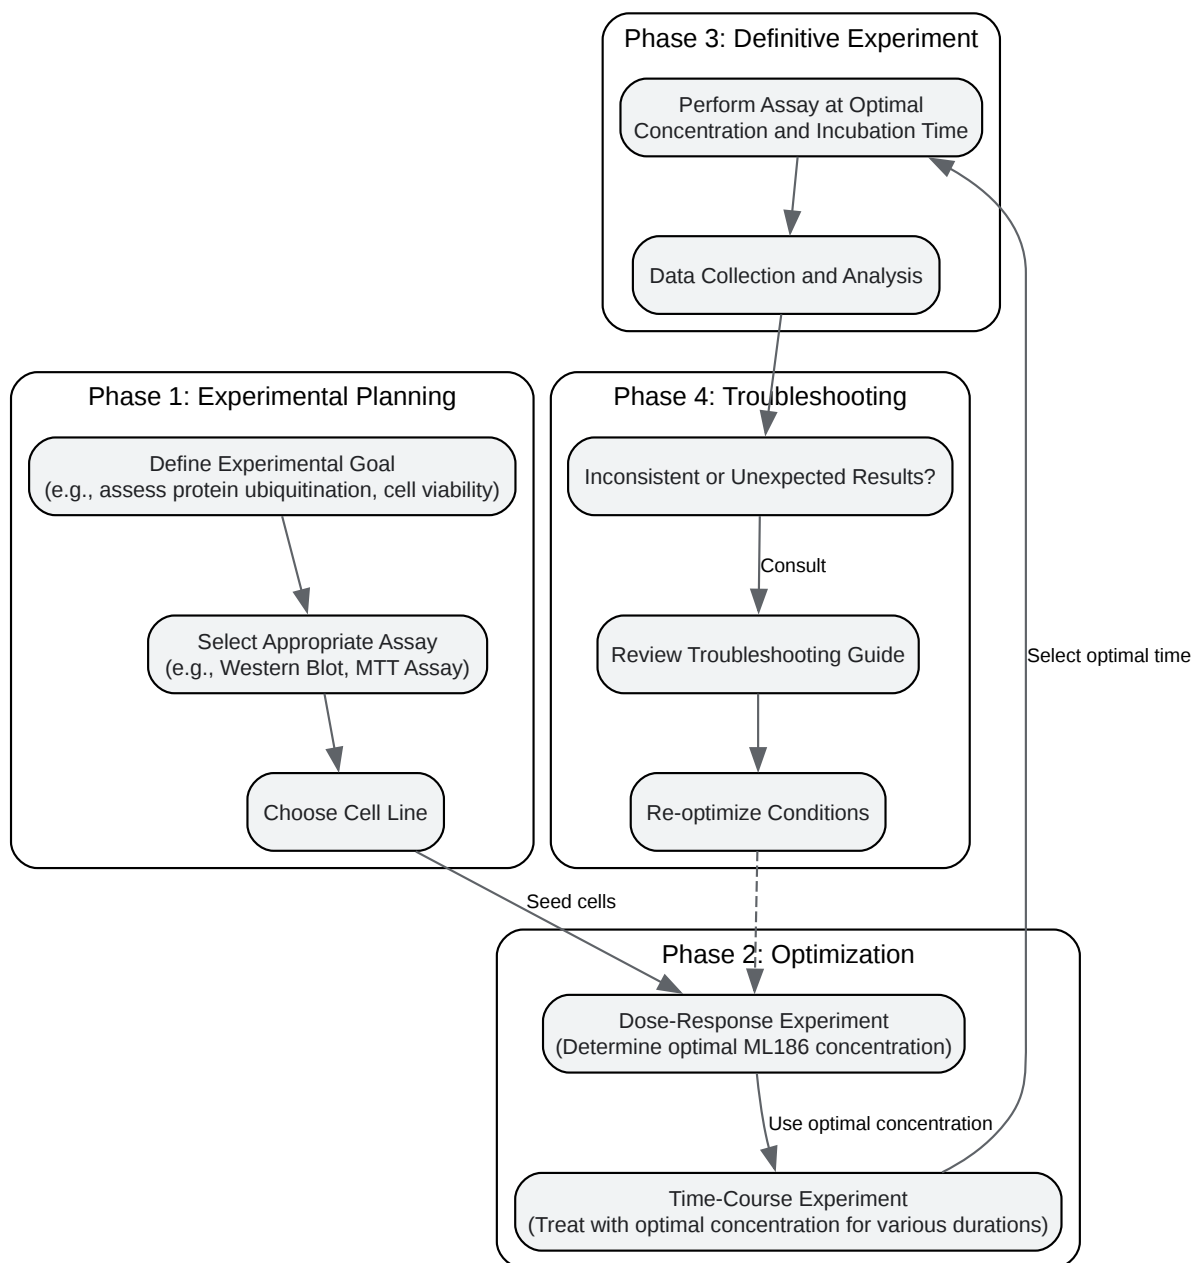 Phase 3: Definitive Experiment
Perform Assay at Optimal
Concentration and Incubation Time
Data Collection and Analysis
Phase 1: Experimental Planning
Define Experimental Goal
(e.g., assess protein ubiquitination, cell viability)
Select Appropriate Assay
(e.g., Western Blot, MTT Assay)
Choose Cell Line
Phase 4: Troubleshooting
Inconsistent or Unexpected Results?
Consult
Review Troubleshooting Guide
Re-optimize Conditions
Select optimal time
Seed cells
Phase 2: Optimization
Dose-Response Experiment
(Determine optimal ML186 concentration)
Use optimal concentration
Time-Course Experiment
(Treat with optimal concentration for various durations)